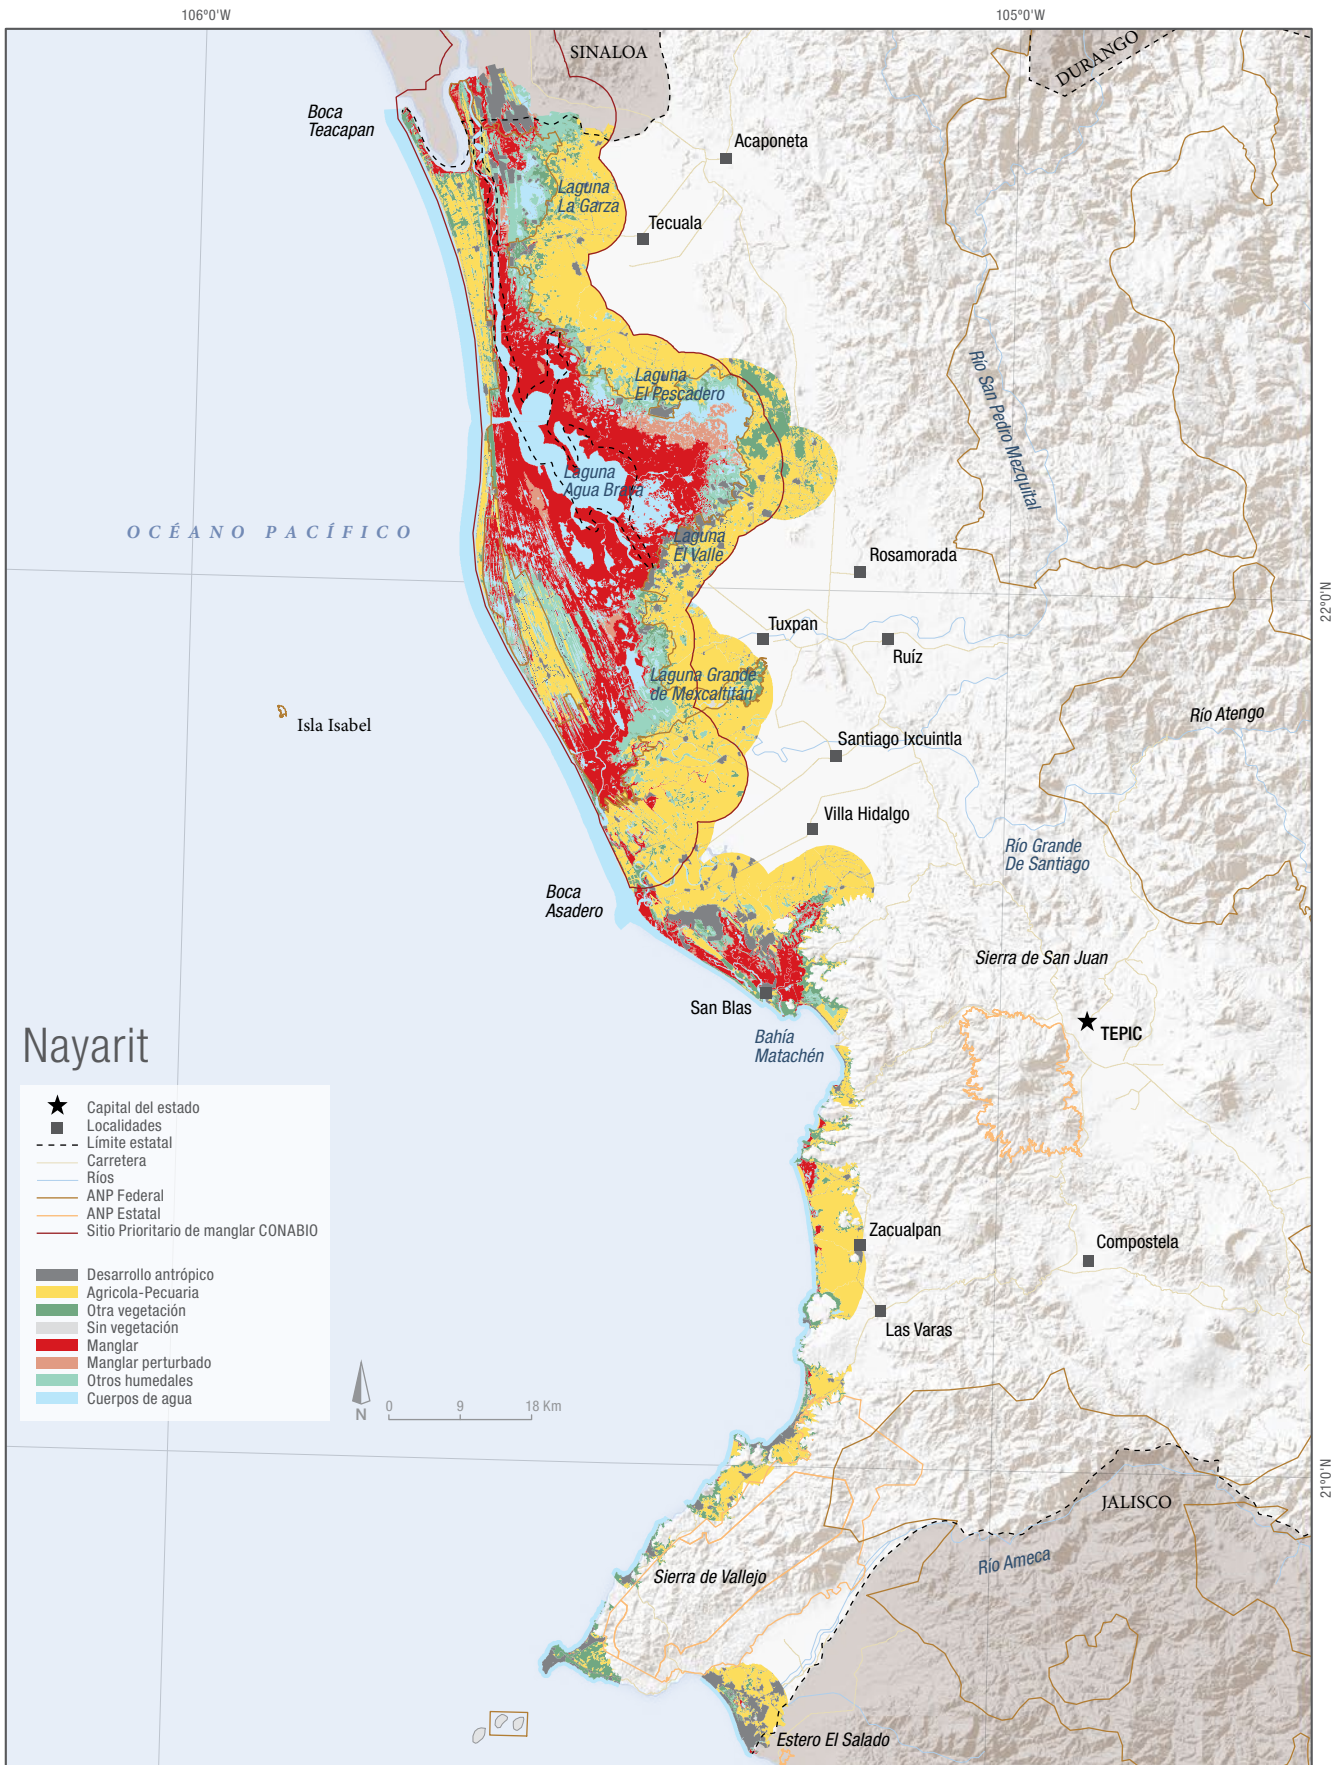 106°0'W
105°0'W
SINALOA
DURANGO
Boca
Teacapan
Acaponeta
Laguna
La Garza
Tecuala
Laguna
El Pescadero
Río San Pedro Mezquital
Laguna
Agua Brava
OCÉANO PACÍFICO
Laguna
El Valle
Rosamorada
22°0'N
Tuxpan
Ruíz
Laguna Grande
de Mexcaltitán
Río Atengo
Isla Isabel
Santiago Ixcuintla
Villa Hidalgo
Río Grande
De Santiago
Boca
Asadero
Sierra de San Juan
San Blas
TEPIC
Bahía
Matachén
Nayarit
Capital del estado
Localidades
Límite estatal
Carretera
Ríos
ANP Federal
ANP Estatal
Sitio Prioritario de manglar CONABIO
Desarrollo antrópico
Agricola-Pecuaria
Otra vegetación
Sin vegetación
Manglar
Manglar perturbado
Otros humedales
Cuerpos de agua
N
0 9 18 Km
Zacualpan
Compostela
Las Varas
21°0'N
JALISCO
Río Ameca
Sierra de Vallejo
Estero El Salado